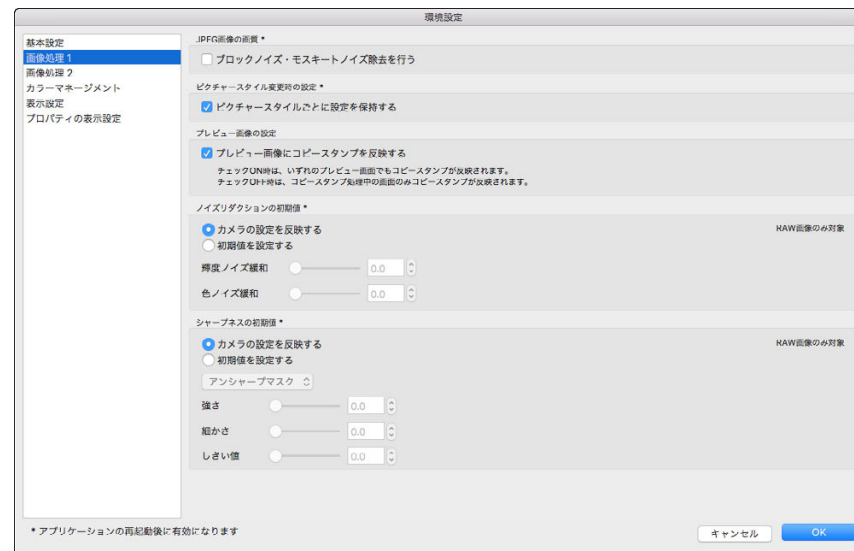 環境設定
基本設定
画像処理 1
画像処理 2
カラーマネージメント
表示設定
プロパティの表示設定
JPEG画像の画質 *
ブロックノイズ・モスキートノイズ除去を行う
ピクチャースタイル変更時の設定 *
ピクチャースタイルごとに設定を保持する
プレビュー画像の設定
プレビュー画像にコピースタンプを反映する
チェックON時は、いずれのプレビュー画面でもコピースタンプが反映されます。
チェックOFF時は、コピースタンプ処理中の画面のみコピースタンプが反映されます。
ノイズリダクションの初期値 *
カメラの設定を反映する RAW画像のみ対象
初期値を設定する
輝度ノイズ緩和 0.0
色ノイズ緩和 0.0
シャープネスの初期値 *
カメラの設定を反映する RAW画像のみ対象
初期値を設定する
アンシャープマスク
強さ 0.0
細かさ 0.0
しきい値 0.0
* アプリケーションの再起動後に有効になります
キャンセル OK